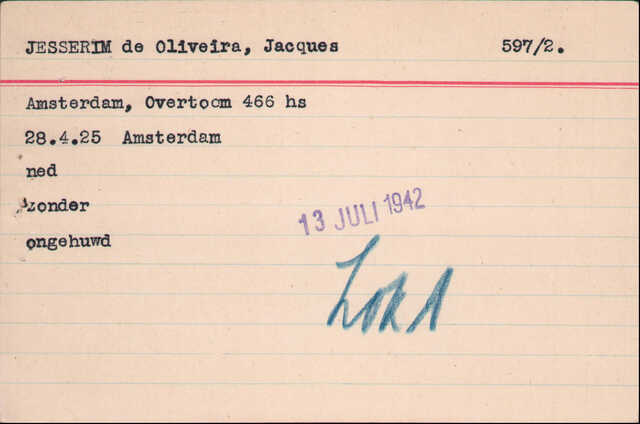 JESSERIM de Oliveira, Jacques 597/2.
Amsterdam, Overtoom 466 hs
28.4.25 Amsterdam
ned
zonder
ongehuwd
13 JULI 1942